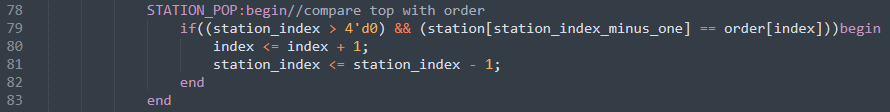 78 STATION_POP:begin//compare top with order
79 if((station_index > 4'd0) && (station[station_index_minus_one] == order[index]))begin
80 index <= index + 1;
81 station_index <= station_index - 1;
82 end
83 end